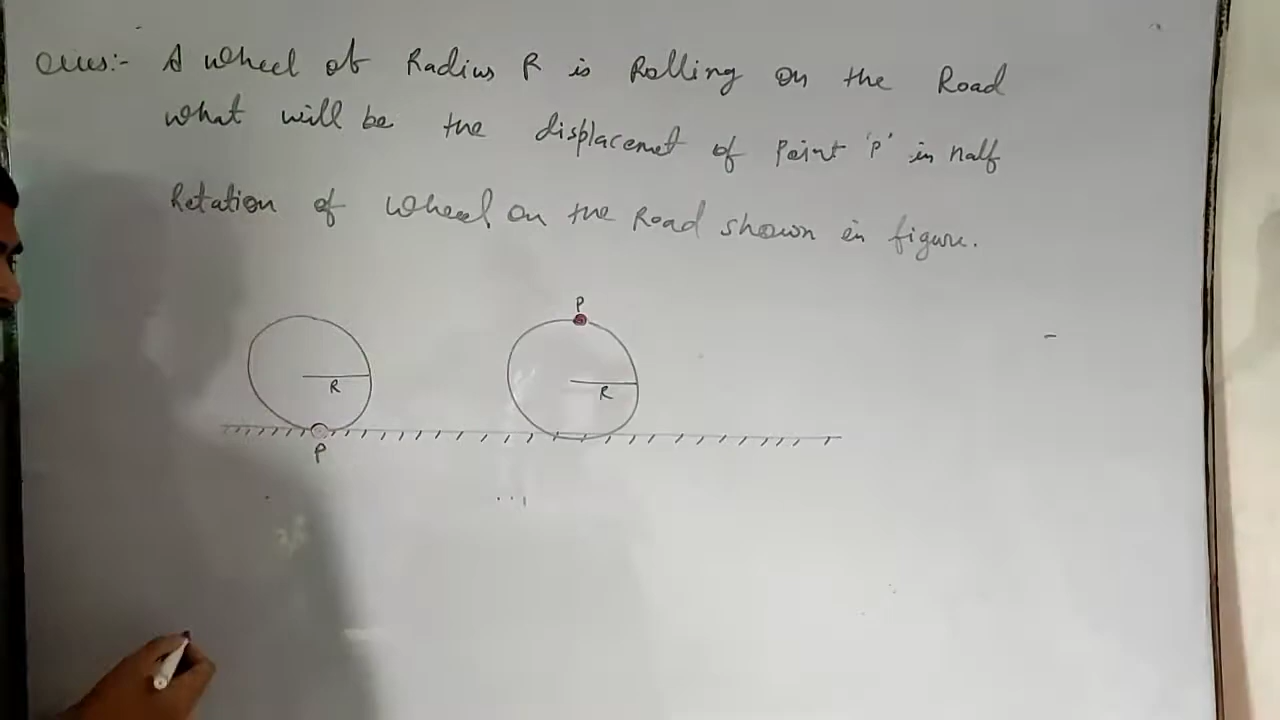 Ques:- A wheel of Radius R is Rolling on the Road
what will be the displacemet of Point 'P' in half
Rotation of wheel on the Road shown in figure.
P
R
R
P